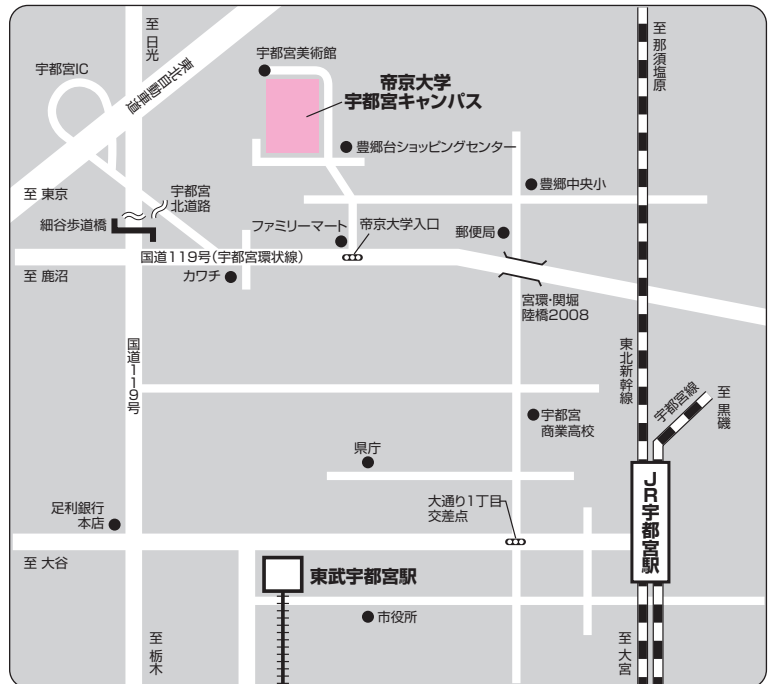 至 日光
宇都宮IC
東北自動車道
宇都宮美術館
帝京大学
宇都宮キャンパス
至 那須塩原
豊郷台ショッピングセンター
豊郷中央小
至 東京
宇都宮
北道路
細谷歩道橋
ファミリーマート
帝京大学入口
郵便局
国道119号(宇都宮環状線)
至 鹿沼
カワチ
宮環・関堀
陸橋2008
国道119号
東北新幹線
宇都宮線
至 黒磯
宇都宮
商業高校
県庁
大通り1丁目
交差点
JR宇都宮駅
足利銀行
本店
至 大谷
東武宇都宮駅
市役所
至 栃木
至 大宮